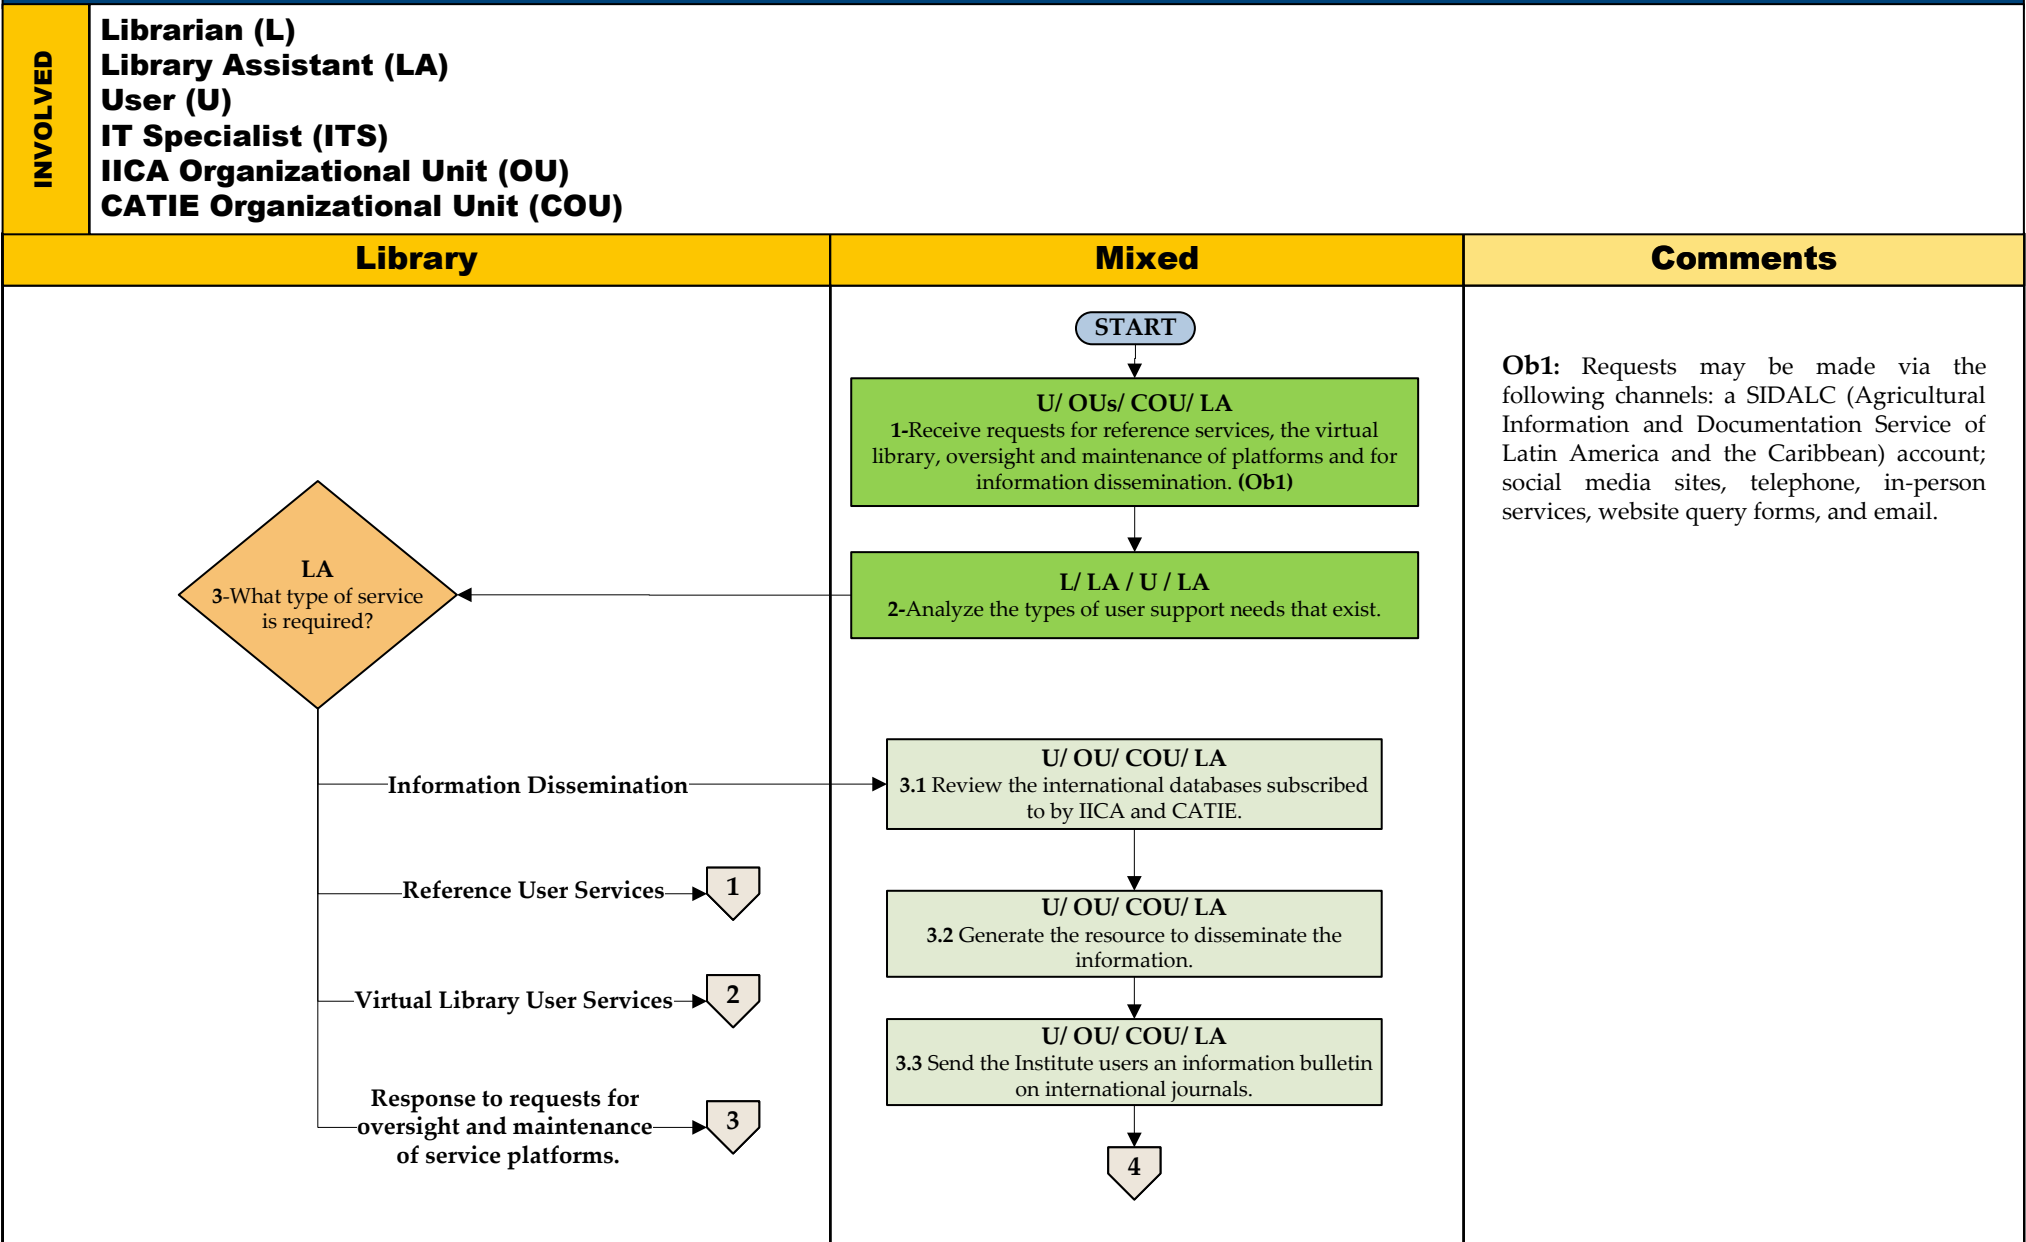 INVOLVED
Librarian (L)
Library Assistant (LA)
User (U)
IT Specialist (ITS)
IICA Organizational Unit (OU)
CATIE Organizational Unit (COU)
Library
Mixed
Comments
START
U/ OUs/ COU/ LA
1-Receive requests for reference services, the virtual
library, oversight and maintenance of platforms and for
information dissemination. (Ob1)
Ob1: Requests may be made via the
following channels: a SIDALC (Agricultural
Information and Documentation Service of
Latin America and the Caribbean) account;
social media sites, telephone, in-person
services, website query forms, and email.
L/ LA / U / LA
2-Analyze the types of user support needs that exist.
LA
3-What type of service
is required?
Information Dissemination
U/ OU/ COU/ LA
3.1 Review the international databases subscribed
to by IICA and CATIE.
Reference User Services
1
U/ OU/ COU/ LA
3.2 Generate the resource to disseminate the
information.
Virtual Library User Services
2
U/ OU/ COU/ LA
3.3 Send the Institute users an information bulletin
on international journals.
Response to requests for
oversight and maintenance
of service platforms.
3
4